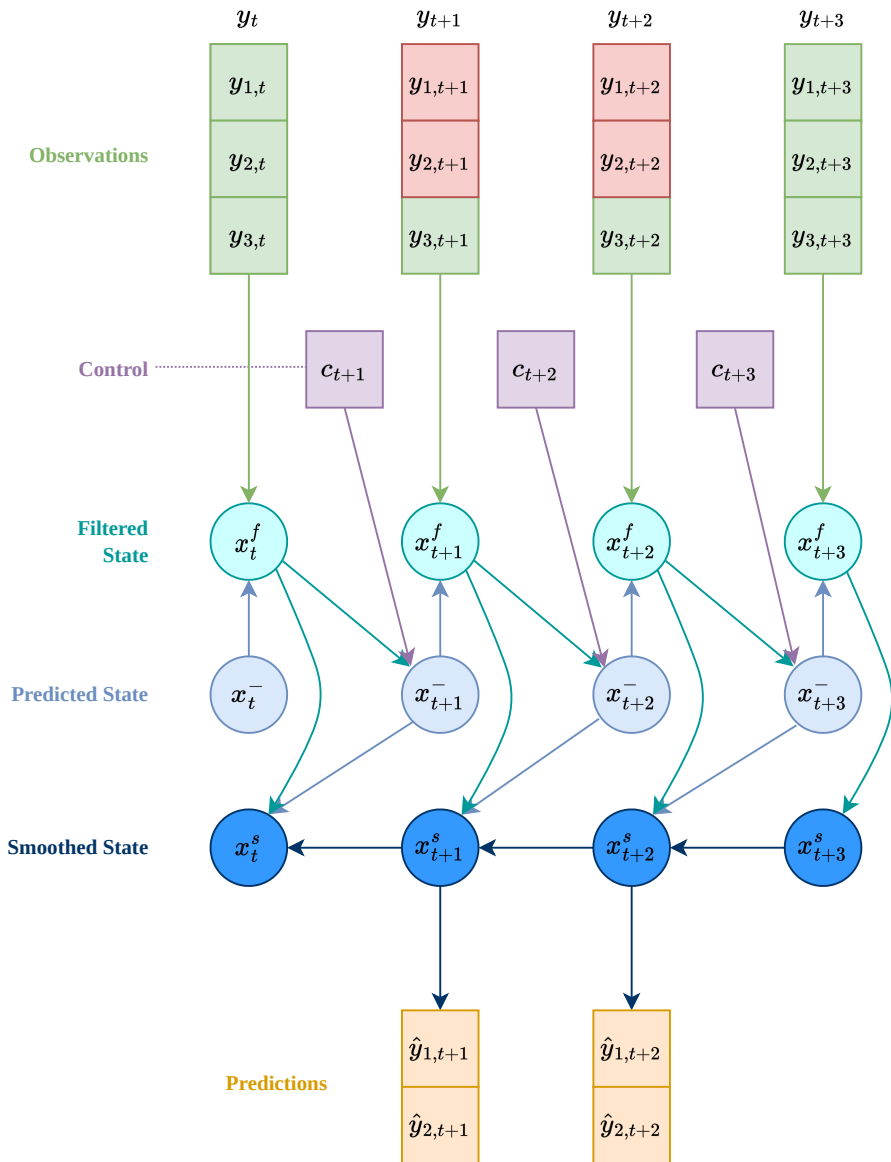 y_t y_{t+1} y_{t+2} y_{t+3}
y_{1,t} y_{1,t+1} y_{1,t+2} y_{1,t+3}
Observations y_{2,t} y_{2,t+1} y_{2,t+2} y_{2,t+3}
y_{3,t} y_{3,t+1} y_{3,t+2} y_{3,t+3}
Control c_{t+1} c_{t+2} c_{t+3}
Filtered
State x_t^f x_{t+1}^f x_{t+2}^f x_{t+3}^f
Predicted State x_t^- x_{t+1}^- x_{t+2}^- x_{t+3}^-
Smoothed State x_t^s x_{t+1}^s x_{t+2}^s x_{t+3}^s
ŷ_{1,t+1} ŷ_{1,t+2}
Predictions
ŷ_{2,t+1} ŷ_{2,t+2}